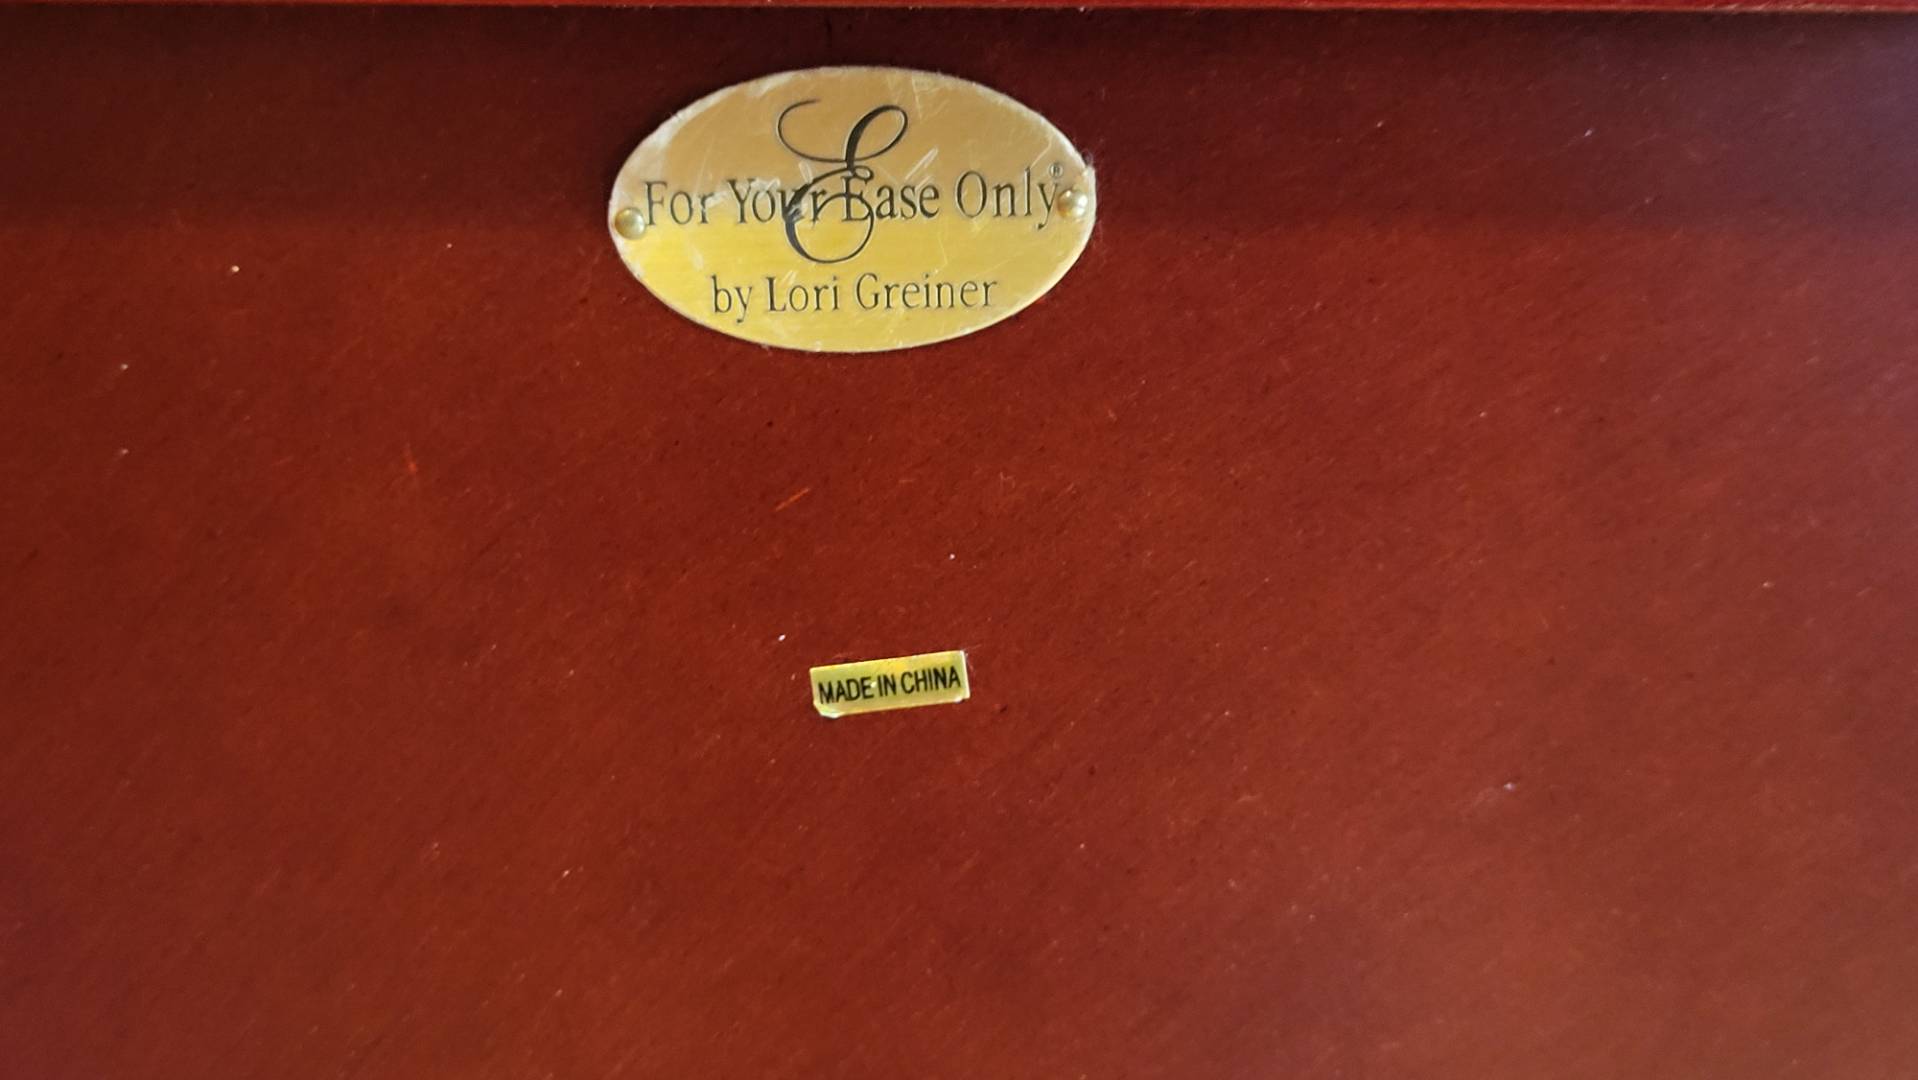 E
For Your Ease Only®
by Lori Greiner
MADE IN CHINA